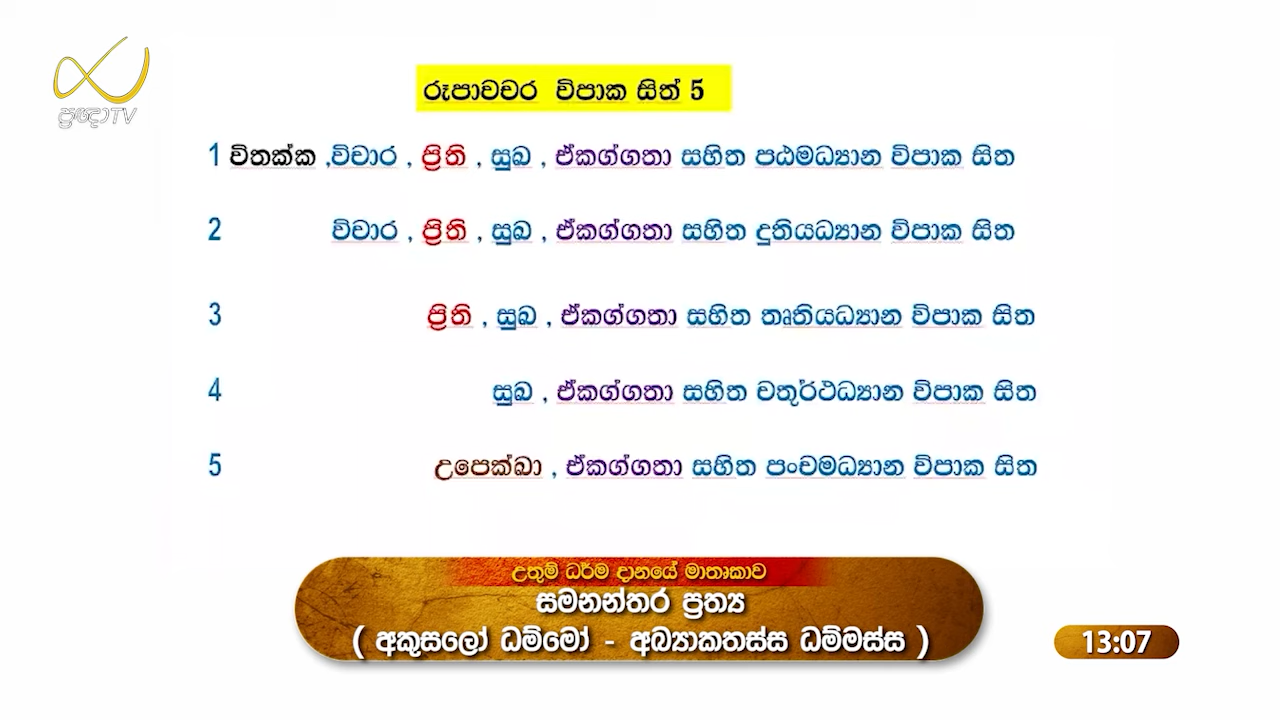 ප්‍රඥාTV
රූපාවචර විපාක සිත් 5
1 විතක්ක ,විචාර , ප්‍රිති , සුඛ , ඒකග්ගතා සහිත පඨමධ්‍යාන විපාක සිත
2 විචාර , ප්‍රිති , සුඛ , ඒකග්ගතා සහිත දුතියධ්‍යාන විපාක සිත
3 ප්‍රිති , සුඛ , ඒකග්ගතා සහිත තෘතියධ්‍යාන විපාක සිත
4 සුඛ , ඒකග්ගතා සහිත චතුර්ථධ්‍යාන විපාක සිත
5 උපෙක්ඛා , ඒකග්ගතා සහිත පංචමධ්‍යාන විපාක සිත
උතුම් ධර්ම දානයේ මාතෘකාව
සමනන්තර ප්‍රත්‍ය
( අකුසලෝ ධම්මෝ - අබ්‍යාකතස්ස ධම්මස්ස )
13:07